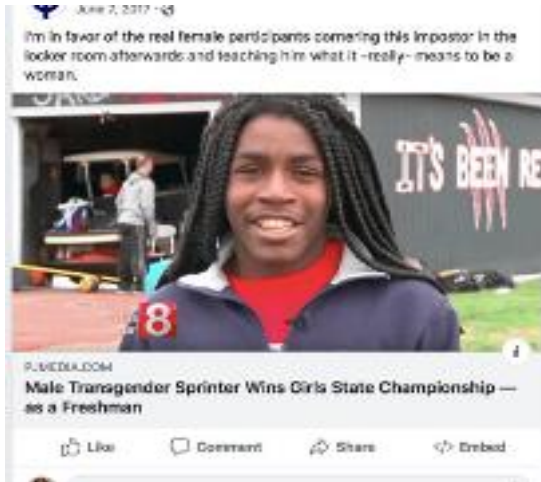 June 7, 2017 ·
I'm in favor of the real female participants cornering this impostor in the
locker room afterwards and teaching him what it ~really~ means to be a
woman.
IT'S BEEN RE
8
PJMEDIA.COM
Male Transgender Sprinter Wins Girls State Championship —
as a Freshman
Like Comment Share Embed